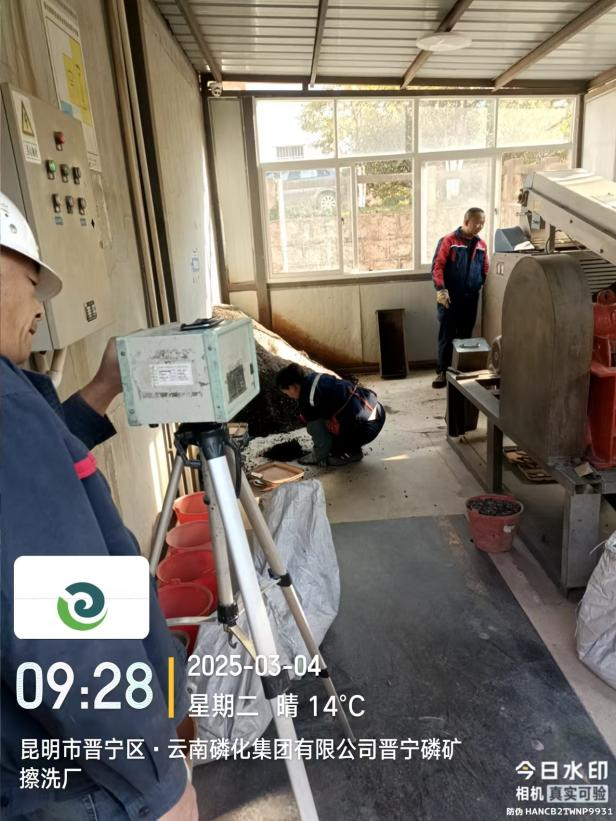 09:28
2025-03-04
星期二 晴 14°C
昆明市晋宁区·云南磷化集团有限公司晋宁磷矿
擦洗厂
今日水印
相机 真实可验
防伪 HANCB2TWNP9931